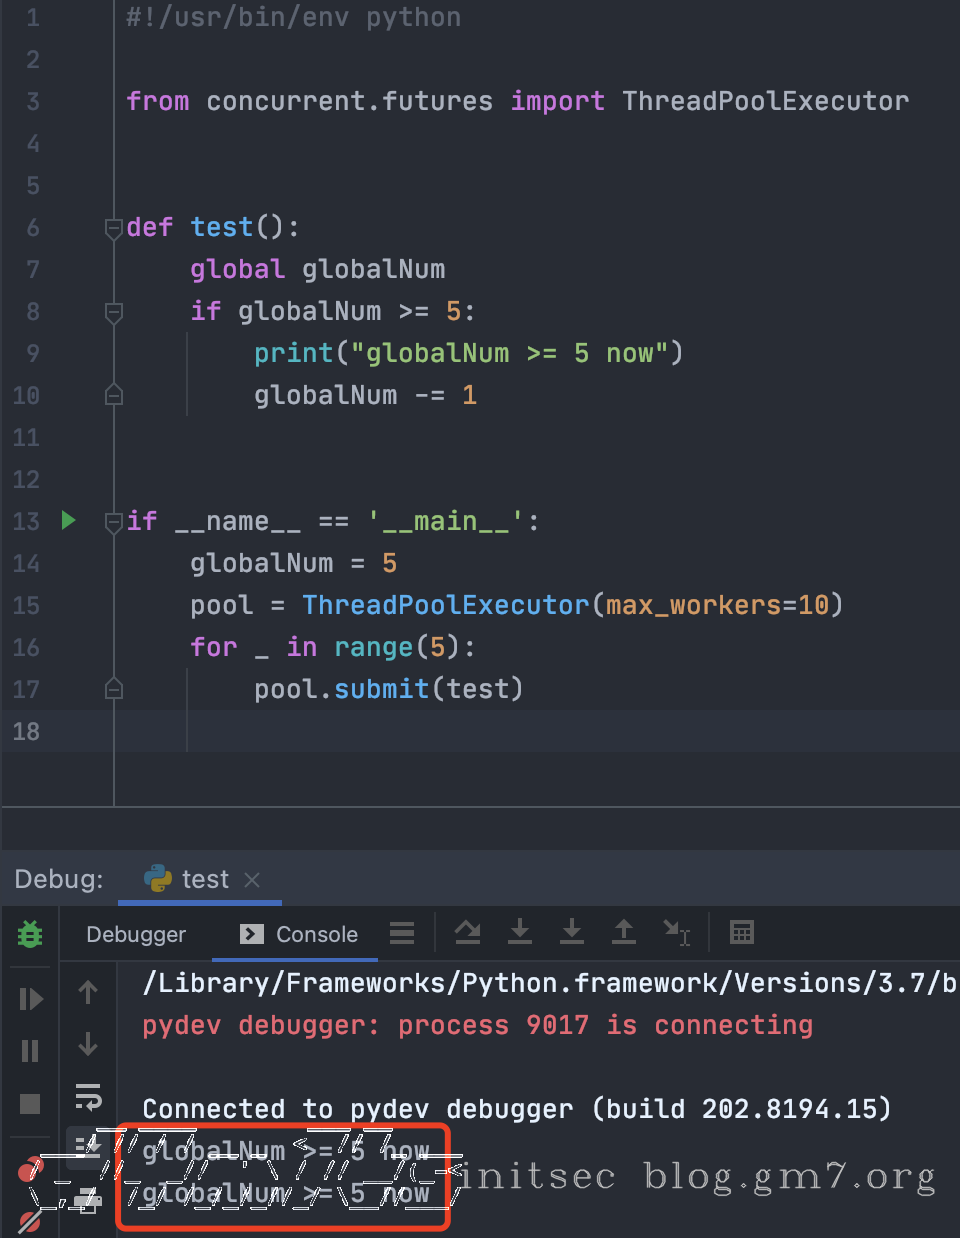 1 #!/usr/bin/env python
2
3 from concurrent.futures import ThreadPoolExecutor
4
5
6 def test():
7     global globalNum
8     if globalNum >= 5:
9         print("globalNum >= 5 now")
10         globalNum -= 1
11
12
13 if __name__ == '__main__':
14     globalNum = 5
15     pool = ThreadPoolExecutor(max_workers=10)
16     for _ in range(5):
17         pool.submit(test)
18
Debug: test
Debugger Console
/Library/Frameworks/Python.framework/Versions/3.7/b
pydev debugger: process 9017 is connecting
Connected to pydev debugger (build 202.8194.15)
globalNum >= 5 now
globalNum >= 5 now
initsec blog.gm7.org